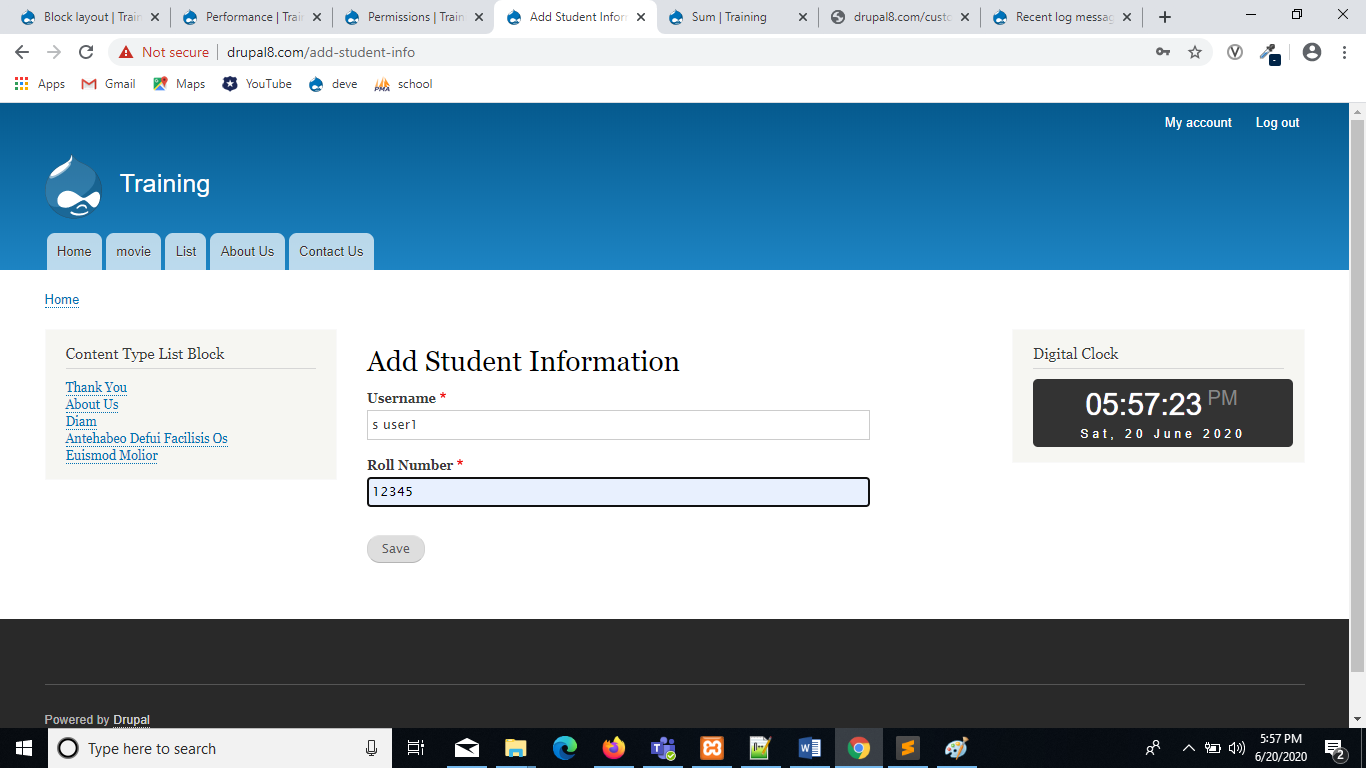 Block layout | Train
Performance | Trai
Permissions | Train
Add Student Inform
Sum | Training
drupal8.com/custo
Recent log messag
Not secure
drupal8.com/add-student-info
Apps
Gmail
Maps
YouTube
deve
PMA
school
My account
Log out
Training
Home
movie
List
About Us
Contact Us
Home
Content Type List Block
Thank You
About Us
Diam
Antehabeo Defui Facilisis Os
Euismod Molior
Add Student Information
Username *
s user1
Roll Number *
12345
Save
Digital Clock
05:57:23 PM
Sat, 20 June 2020
Powered by Drupal
Type here to search
5:57 PM
6/20/2020
2